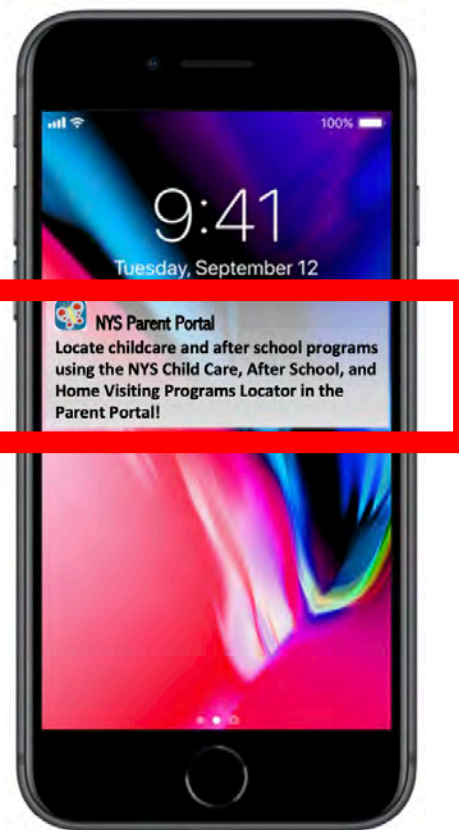 100%
9:41
Tuesday, September 12
NYS Parent Portal
Locate childcare and after school programs
using the NYS Child Care, After School, and
Home Visiting Programs Locator in the
Parent Portal!